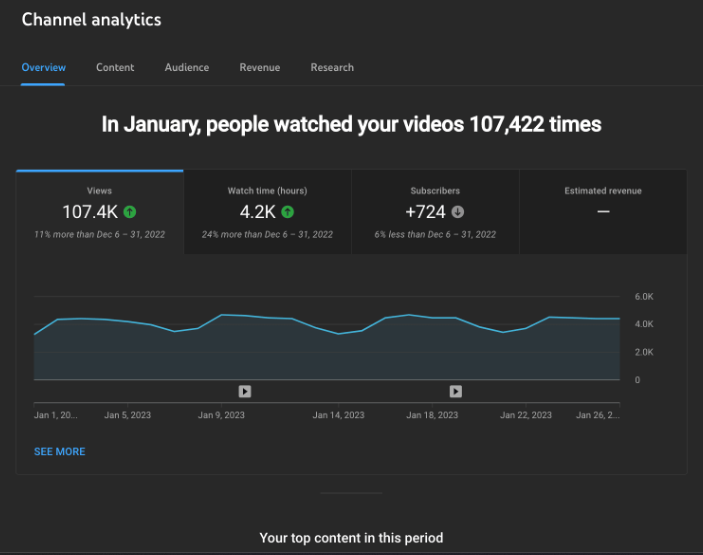 Channel analytics
Overview Content Audience Revenue Research
In January, people watched your videos 107,422 times
Views Watch time (hours) Subscribers Estimated revenue
107.4K 4.2K +724 —
11% more than Dec 6 – 31, 2022 24% more than Dec 6 – 31, 2022 6% less than Dec 6 – 31, 2022
6.0K
4.0K
2.0K
0
Jan 1, 20... Jan 5, 2023 Jan 9, 2023 Jan 14, 2023 Jan 18, 2023 Jan 22, 2023 Jan 26, 2...
SEE MORE
Your top content in this period